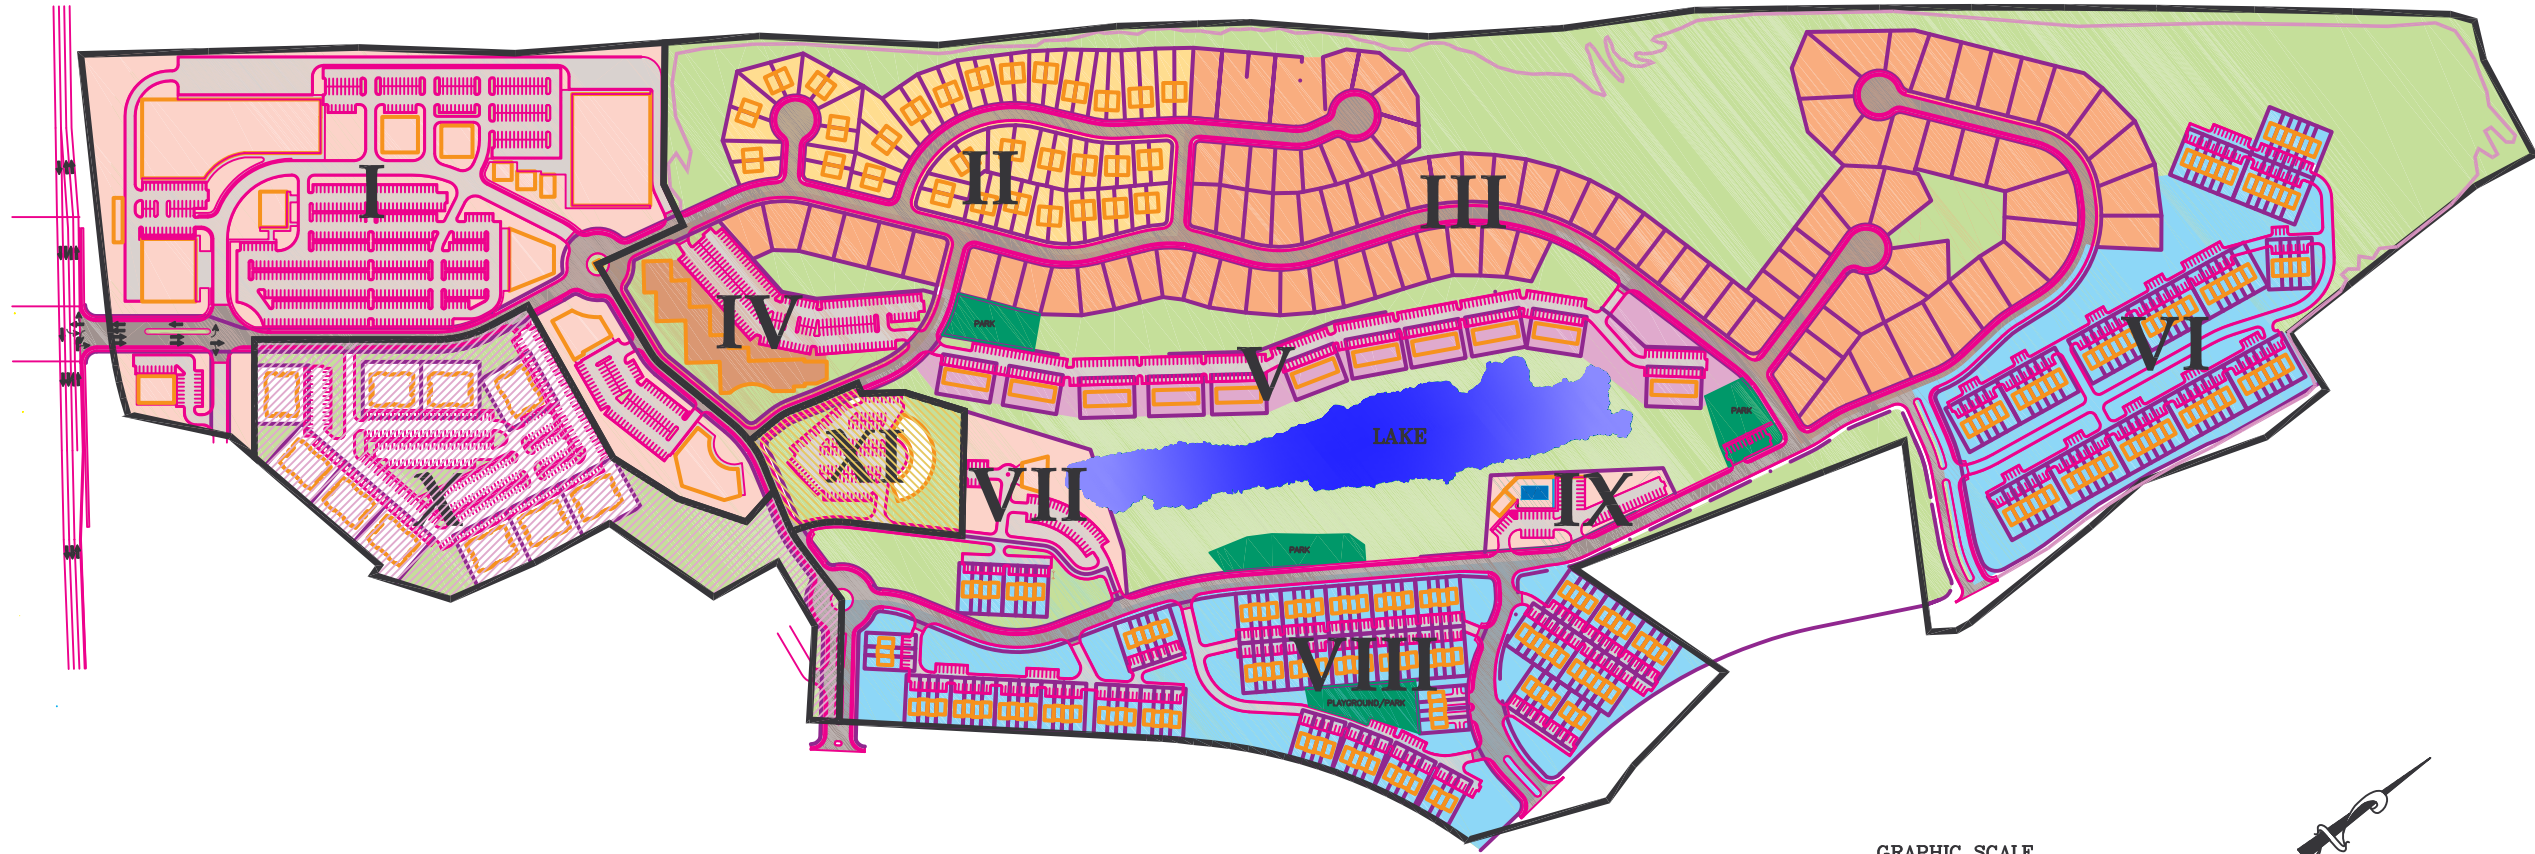 I
II
III
IV
PARK
V
VI
PARK
LAKE
XI
VII
IX
X
PARK
VIII
PLAYGROUND/PARK
GRAPHIC SCALE